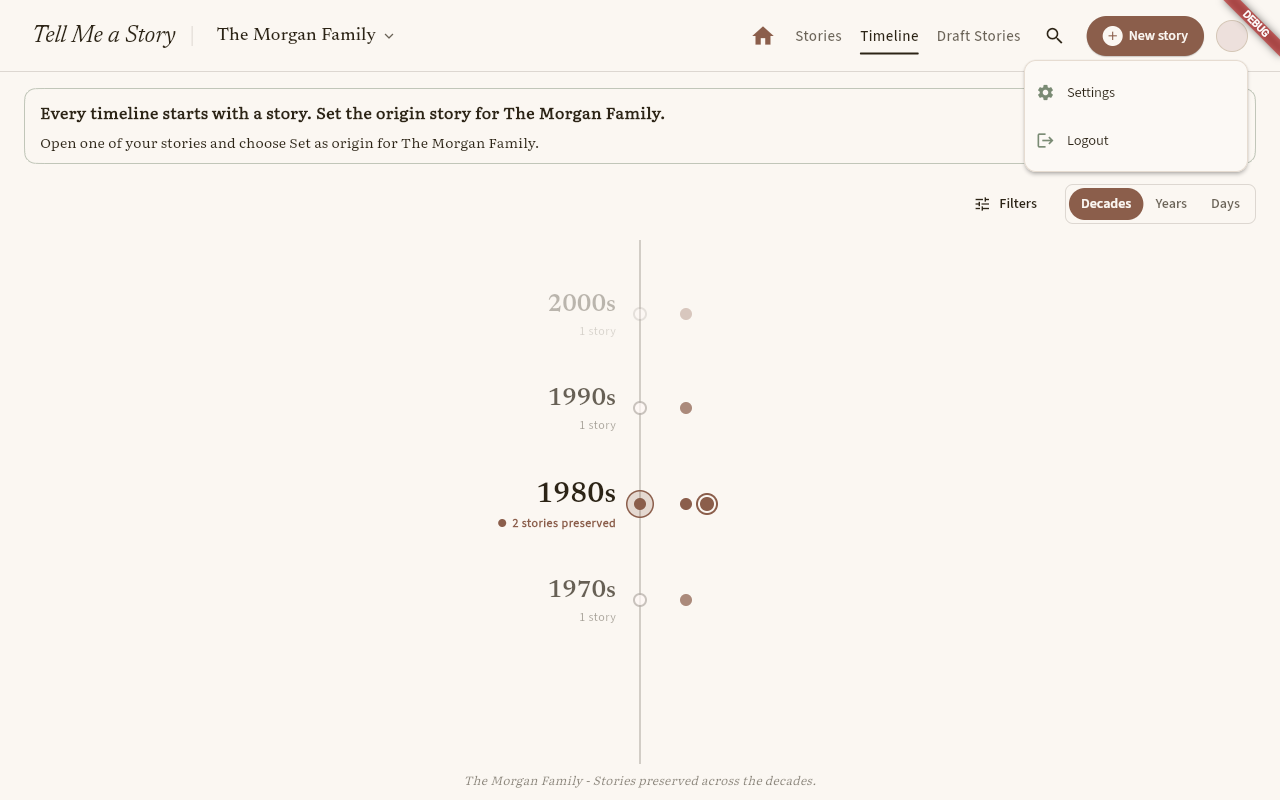 Tell Me a Story
The Morgan Family
Stories
Timeline
Draft Stories
New story
DEBUG
Settings
Logout
Every timeline starts with a story. Set the origin story for The Morgan Family.
Open one of your stories and choose Set as origin for The Morgan Family.
Filters
Decades
Years
Days
2000s
1 story
1990s
1 story
1980s
2 stories preserved
1970s
1 story
The Morgan Family - Stories preserved across the decades.